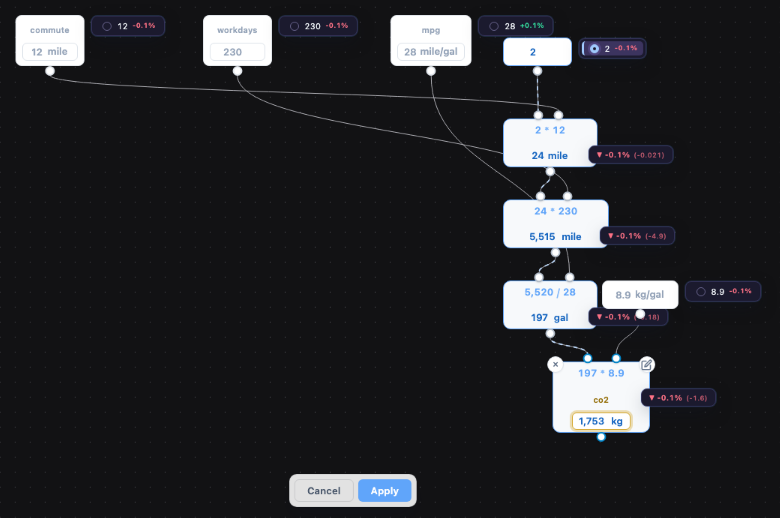 commute
12 mile
12 -0.1%
workdays
230
230 -0.1%
mpg
28 mile/gal
28 +0.1%
2
2 -0.1%
2 * 12
24 mile
▼ -0.1% (-0.021)
24 * 230
5,515 mile
▼ -0.1% (-4.9)
5,520 / 28
197 gal
▼ -0.1%
8.9 kg/gal
8.9 -0.1%
197 * 8.9
co2
1,753 kg
▼ -0.1% (-1.6)
Cancel
Apply